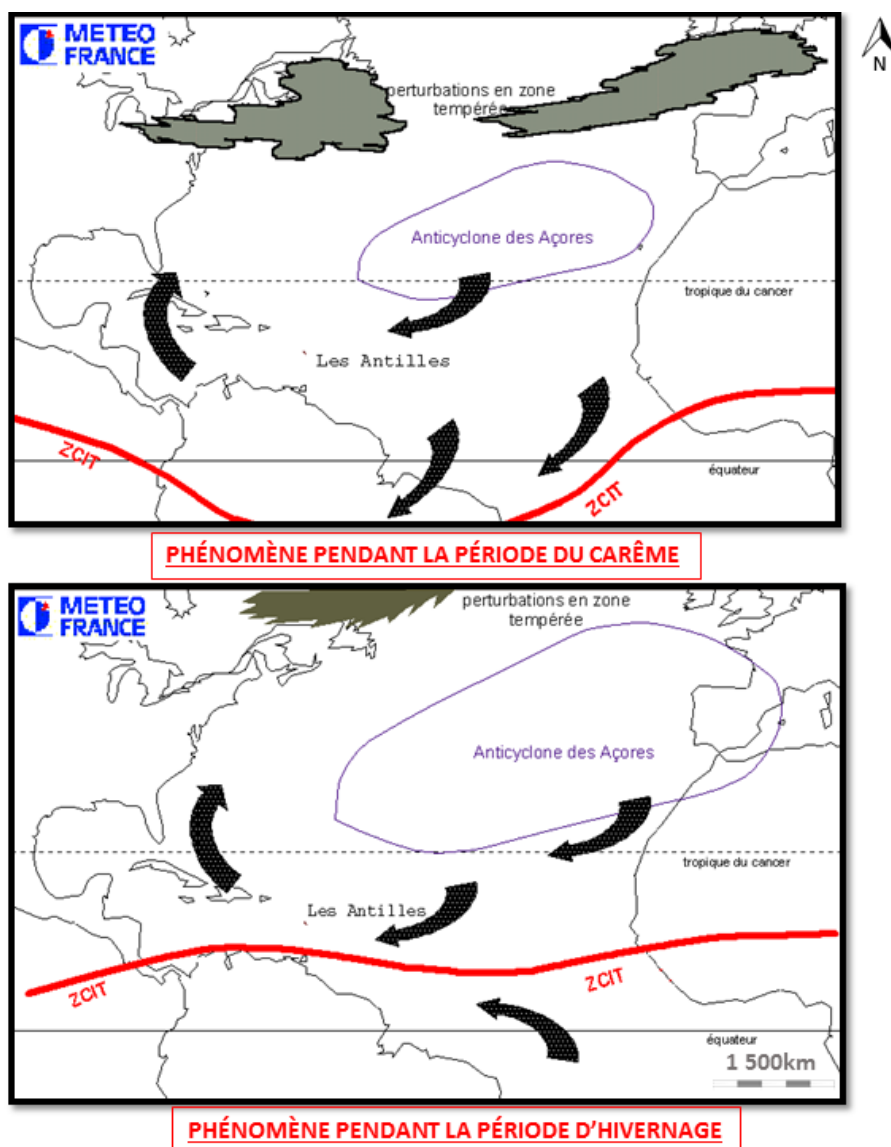 METEO
FRANCE
N
perturbations en zone
tempérée
Anticyclone des Açores
tropique du cancer
Les Antilles
ZCIT
ZCIT
équateur
PHÉNOMÈNE PENDANT LA PÉRIODE DU CARÊME
METEO
FRANCE
perturbations en zone
tempérée
Anticyclone des Açores
tropique du cancer
Les Antilles
ZCIT
ZCIT
équateur
1 500km
PHÉNOMÈNE PENDANT LA PÉRIODE D'HIVERNAGE